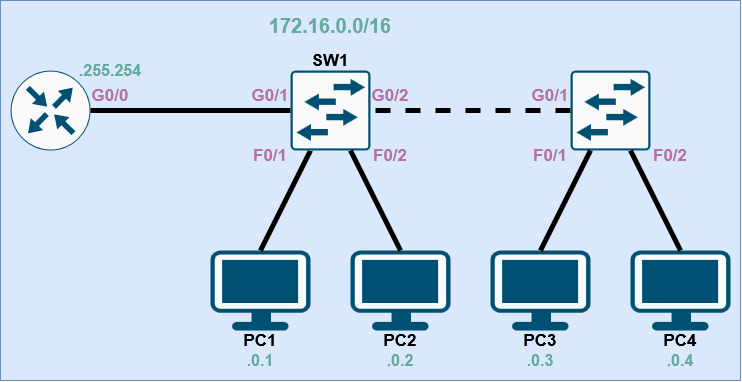 172.16.0.0/16
SW1
.255.254
G0/0
G0/1
G0/2
G0/1
F0/1
F0/2
F0/1
F0/2
PC1
PC2
PC3
PC4
.0.1
.0.2
.0.3
.0.4